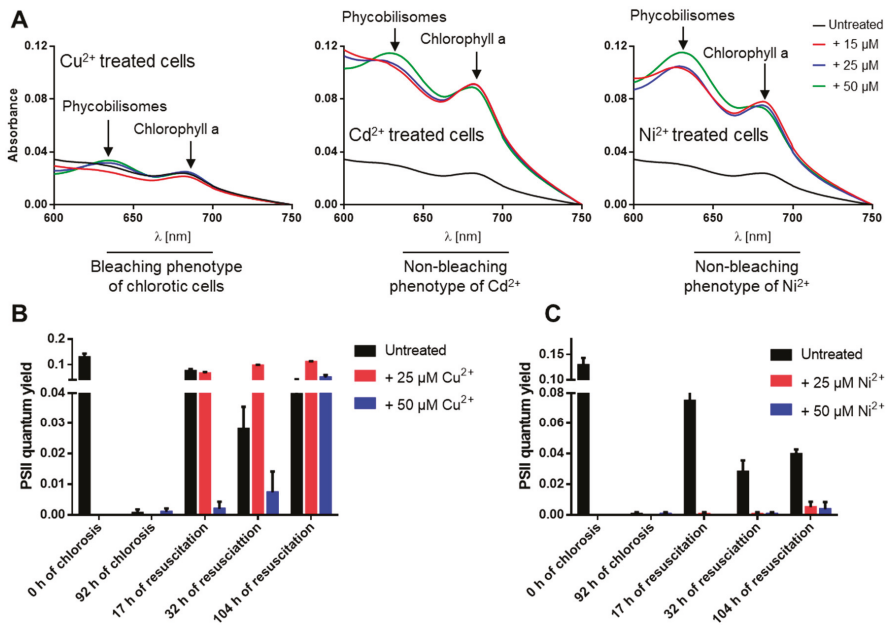 A
Phycobilisomes
Chlorophyll a
Phycobilisomes
Chlorophyll a
Untreated
+ 15 µM
+ 25 µM
+ 50 µM
0.12
0.08
0.04
0.00
Absorbance
Cu²⁺ treated cells
Phycobilisomes
Chlorophyll a
600
650
700
750
λ [nm]
Bleaching phenotype
of chlorotic cells
0.12
0.08
0.04
0.00
Cd²⁺ treated cells
600
650
700
750
λ [nm]
Non-bleaching
phenotype of Cd²⁺
0.12
0.08
0.04
0.00
Ni²⁺ treated cells
600
650
700
750
λ [nm]
Non-bleaching
phenotype of Ni²⁺
B
PSII quantum yield
0.2
0.1
0.04
0.03
0.02
0.01
0.00
Untreated
+ 25 µM Cu²⁺
+ 50 µM Cu²⁺
0 h of chlorosis
92 h of chlorosis
17 h of resuscitation
32 h of resusciattion
104 h of resuscitation
C
PSII quantum yield
0.15
0.10
0.08
0.06
0.04
0.02
0.00
Untreated
+ 25 µM Ni²⁺
+ 50 µM Ni²⁺
0 h of chlorosis
92 h of chlorosis
17 h of resuscitation
32 h of resusciattion
104 h of resuscitation